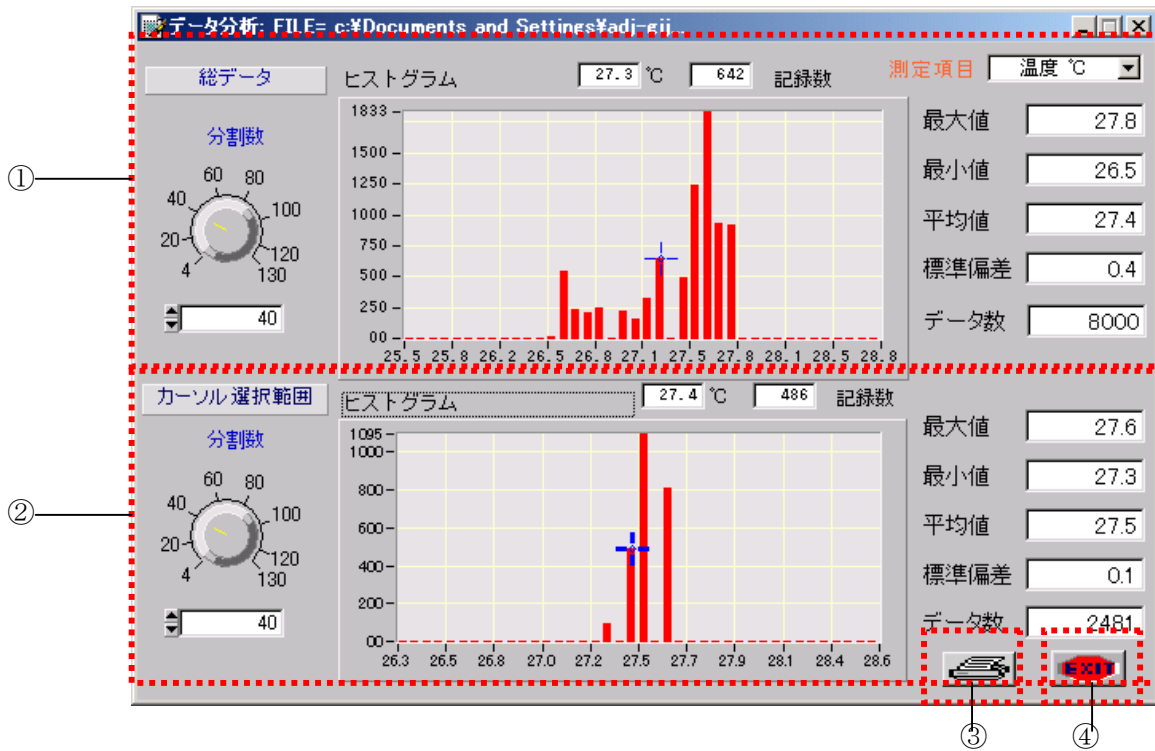 データ分析: FILE= c:¥Documents and Settings¥adj-gij...
総データ
ヒストグラム
27.3 ℃
642 記録数
測定項目 温度 ℃
分割数
4 20 40 60 80 100 120 130
40
1833
1500
1250
1000
750
500
250
00
25.5 25.8 26.2 26.5 26.8 27.1 27.5 27.8 28.1 28.5 28.8
最大値 27.8
最小値 26.5
平均値 27.4
標準偏差 0.4
データ数 8000
①
カーソル選択範囲
ヒストグラム
27.4 ℃
486 記録数
分割数
4 20 40 60 80 100 120 130
40
1095
1000
800
600
400
200
00
26.3 26.5 26.8 27.0 27.2 27.5 27.7 27.9 28.1 28.4 28.6
最大値 27.6
最小値 27.3
平均値 27.5
標準偏差 0.1
データ数 2481
②
EXIT
③ ④